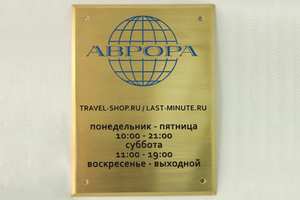 АВРОРА
TRAVEL-SHOP.RU / LAST-MINUTE.RU
понедельник - пятница
10:00 - 21:00
суббота
11:00 - 19:00
воскресенье - выходной